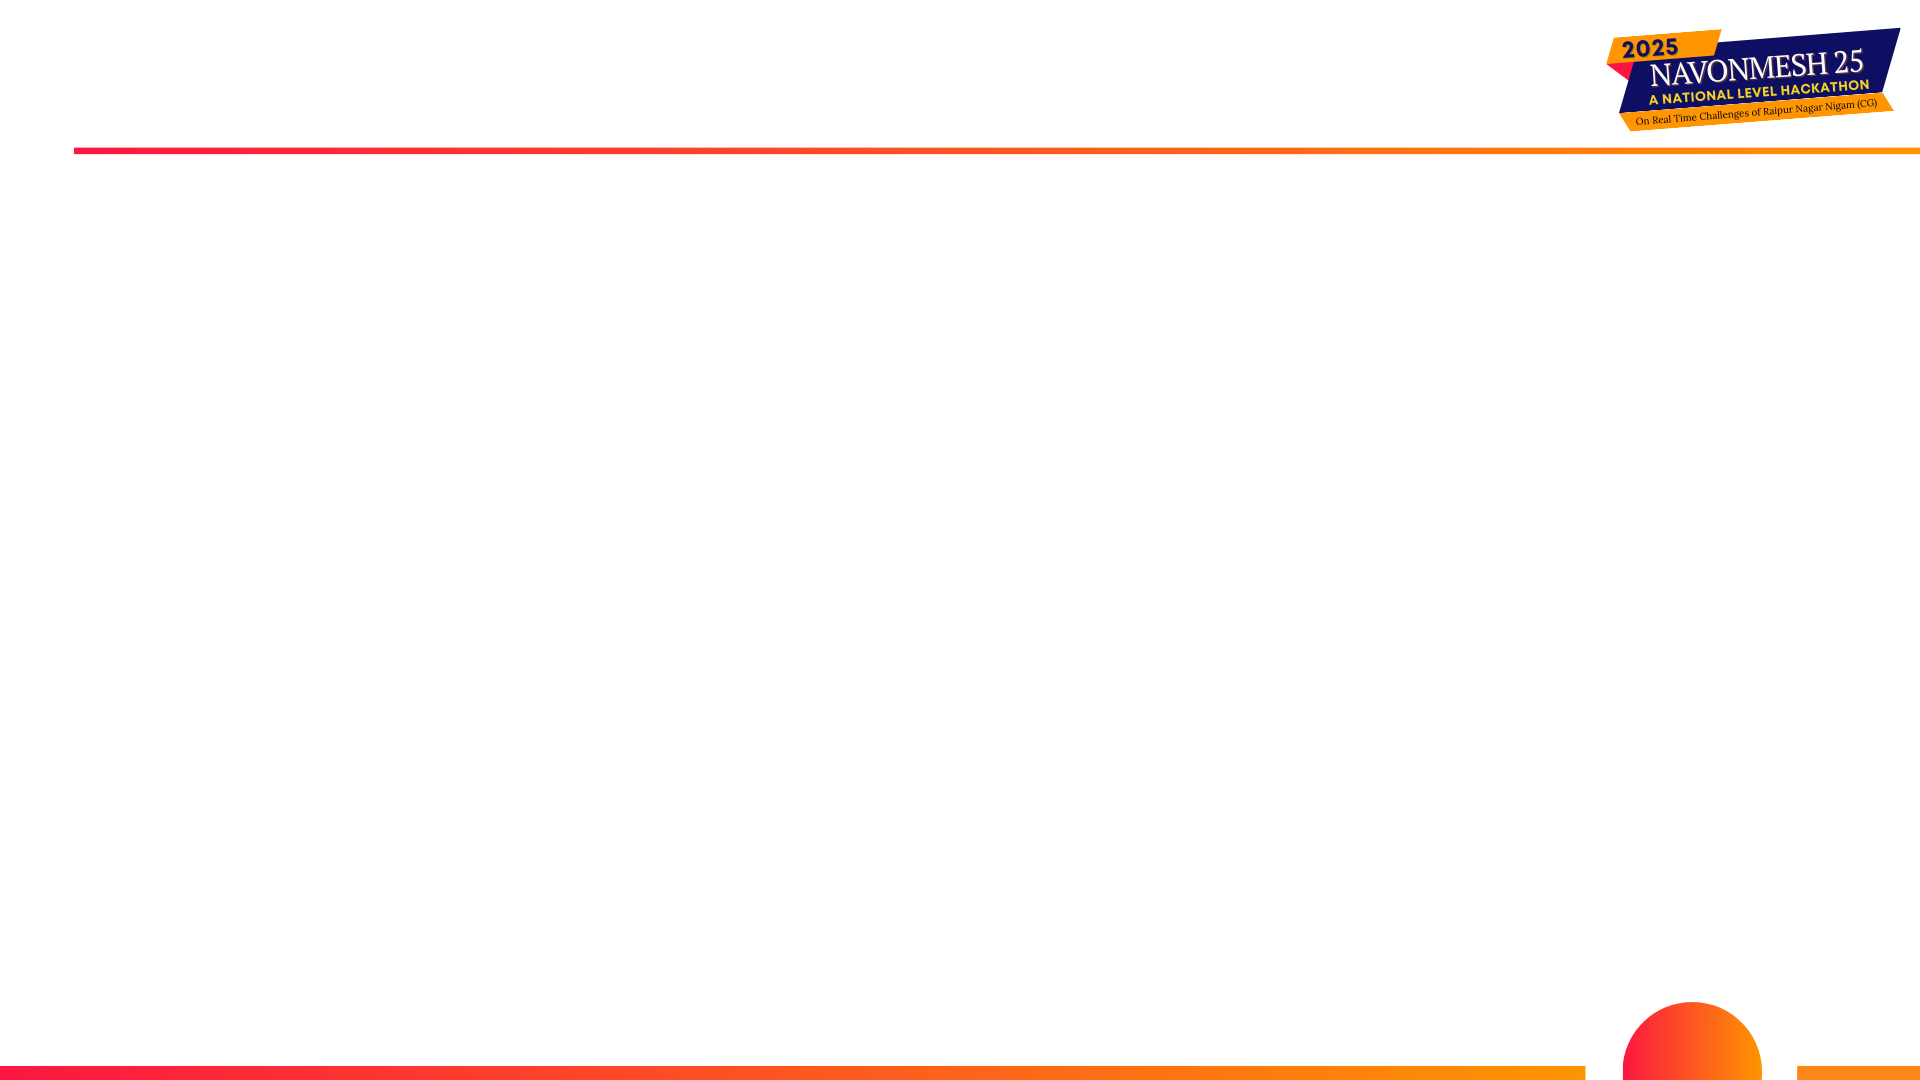 2025
NAVONMESH 25
A NATIONAL LEVEL HACKATHON
On Real Time Challenges of Raipur Nagar Nigam (CG)